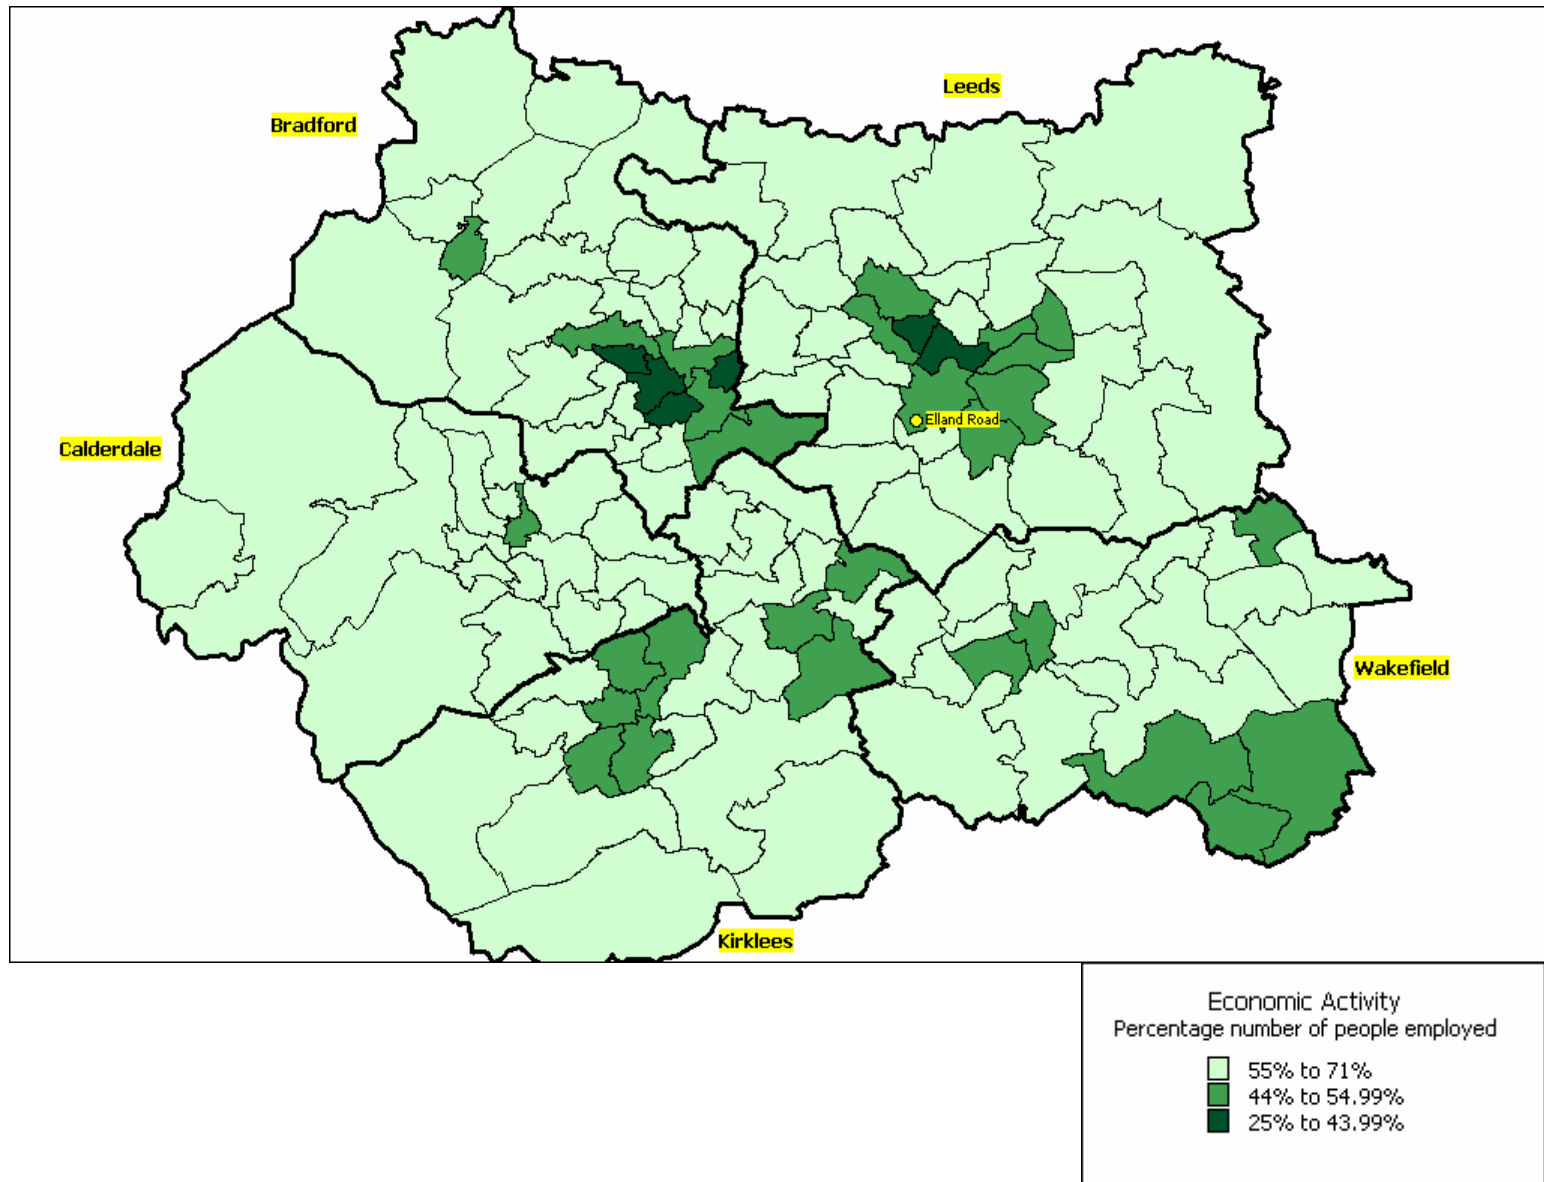 Leeds
Bradford
Elland Road
Calderdale
Wakefield
Kirklees
Economic Activity
Percentage number of people employed
55% to 71%
44% to 54.99%
25% to 43.99%